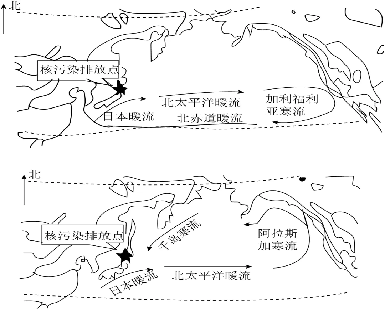 北
核污染排放点
日本暖流
北太平洋暖流
北赤道暖流
加利福利
亚寒流
北
核污染排放点
千岛寒流
日本暖流
北太平洋暖流
阿拉斯
加寒流